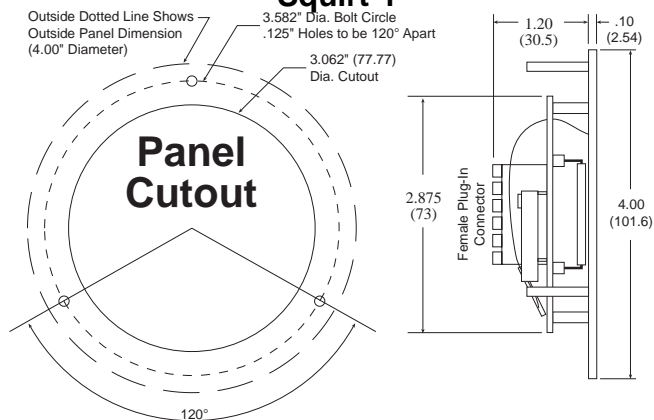 Squirt-1
Outside Dotted Line Shows
Outside Panel Dimension
(4.00" Diameter)
3.582" Dia. Bolt Circle
.125" Holes to be 120° Apart
3.062" (77.77)
Dia. Cutout
Panel
Cutout
120°
1.20
(30.5)
.10
(2.54)
2.875
(73)
Female Plug-In
Connector
4.00
(101.6)